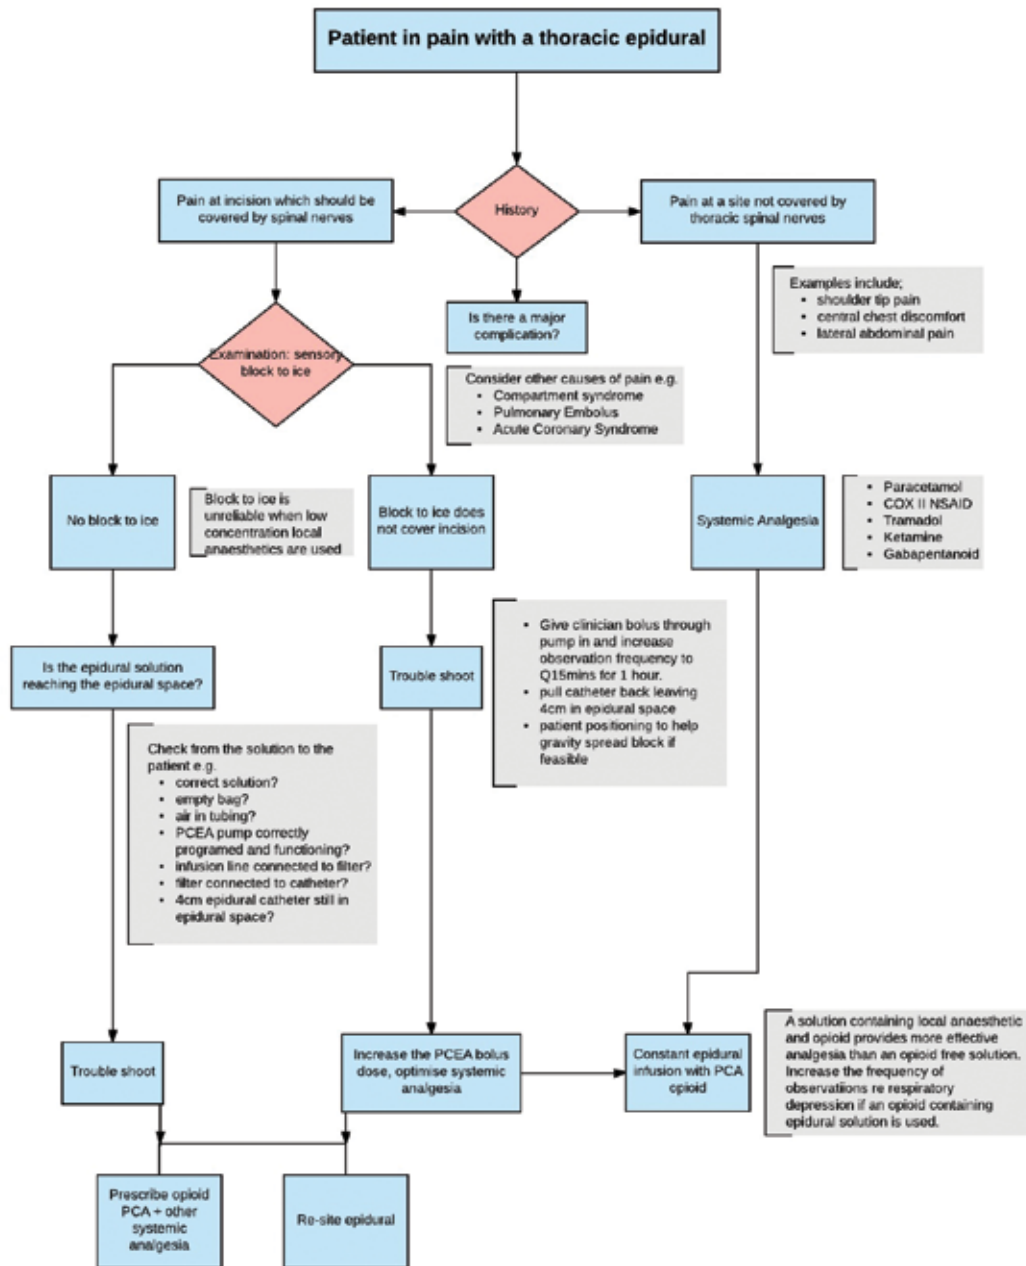 Patient in pain with a thoracic epidural
Pain at incision which should be
covered by spinal nerves
History
Pain at a site not covered by
thoracic spinal nerves
Examples include;
• shoulder tip pain
• central chest discomfort
• lateral abdominal pain
Is there a major
complication?
Examination: sensory
block to ice
Consider other causes of pain e.g.
• Compartment syndrome
• Pulmonary Embolus
• Acute Coronary Syndrome
No block to ice
Block to ice is
unreliable when low
concentration local
anaesthetics are used
Block to ice does
not cover incision
Systemic Analgesia
• Paracetamol
• COX II NSAID
• Tramadol
• Ketamine
• Gabapentanoid
Is the epidural solution
reaching the epidural space?
Trouble shoot
• Give clinician bolus through
pump in and increase
observation frequency to
Q15mins for 1 hour.
• pull catheter back leaving
4cm in epidural space
• patient positioning to help
gravity spread block if
feasible
Check from the solution to the
patient e.g.
• correct solution?
• empty bag?
• air in tubing?
• PCEA pump correctly
programed and functioning?
• infusion line connected to filter?
• filter connected to catheter?
• 4cm epidural catheter still in
epidural space?
Trouble shoot
Increase the PCEA bolus
dose, optimise systemic
analgesia
Constant epidural
infusion with PCA
opioid
A solution containing local anaesthetic
and opioid provides more effective
analgesia than an opioid free solution.
Increase the frequency of
observatiions re respiratory
depression if an opioid containing
epidural solution is used.
Prescribe opioid
PCA + other
systemic
analgesia
Re-site epidural